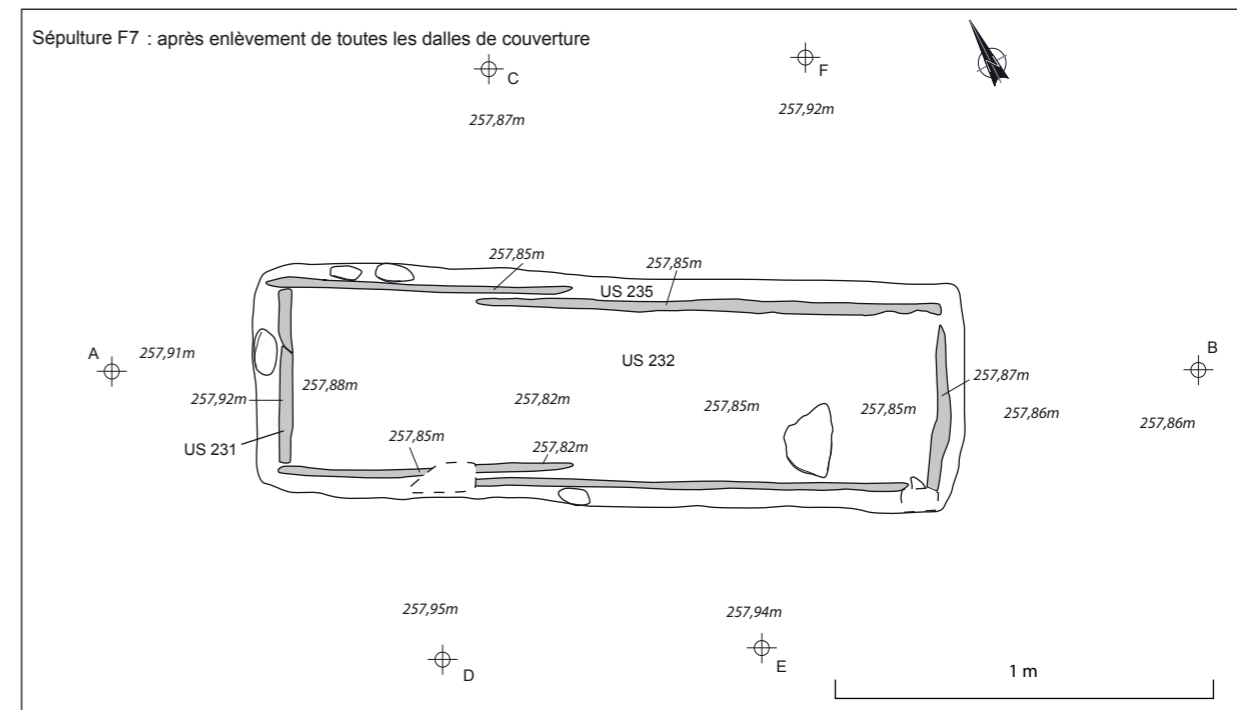 Sépulture F7 : après enlèvement de toutes les dalles de couverture
C
F
257,87m
257,92m
257,85m
257,85m
US 235
A
257,91m
US 232
B
257,92m
257,88m
257,82m
257,85m
257,85m
257,87m
257,86m
257,86m
US 231
257,85m
257,82m
257,95m
257,94m
D
E
1 m